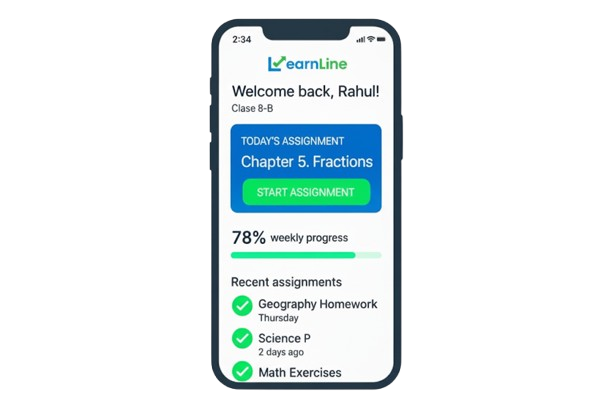 2:34
LearnLine
Welcome back, Rahul!
Clase 8-B
TODAY'S ASSIGNMENT
Chapter 5. Fractions
START ASSIGNMENT
78% weekly progress
Recent assignments
Geography Homework
Thursday
Science P
2 days ago
Math Exercises